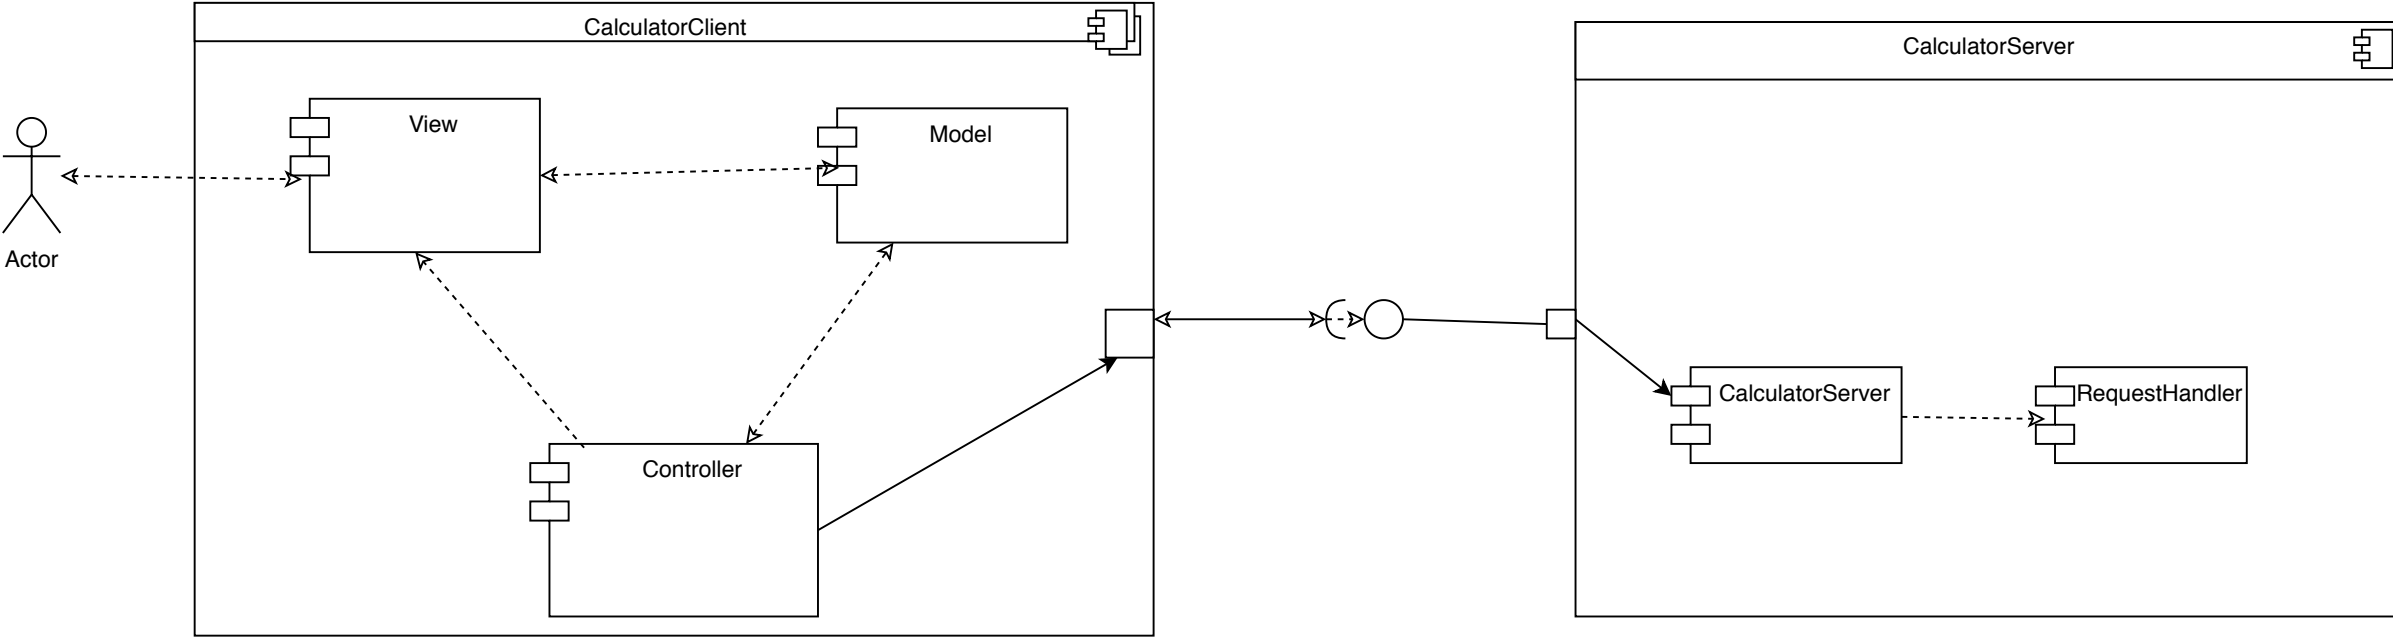 CalculatorClient
CalculatorServer
View
Model
Actor
CalculatorServer
RequestHandler
Controller